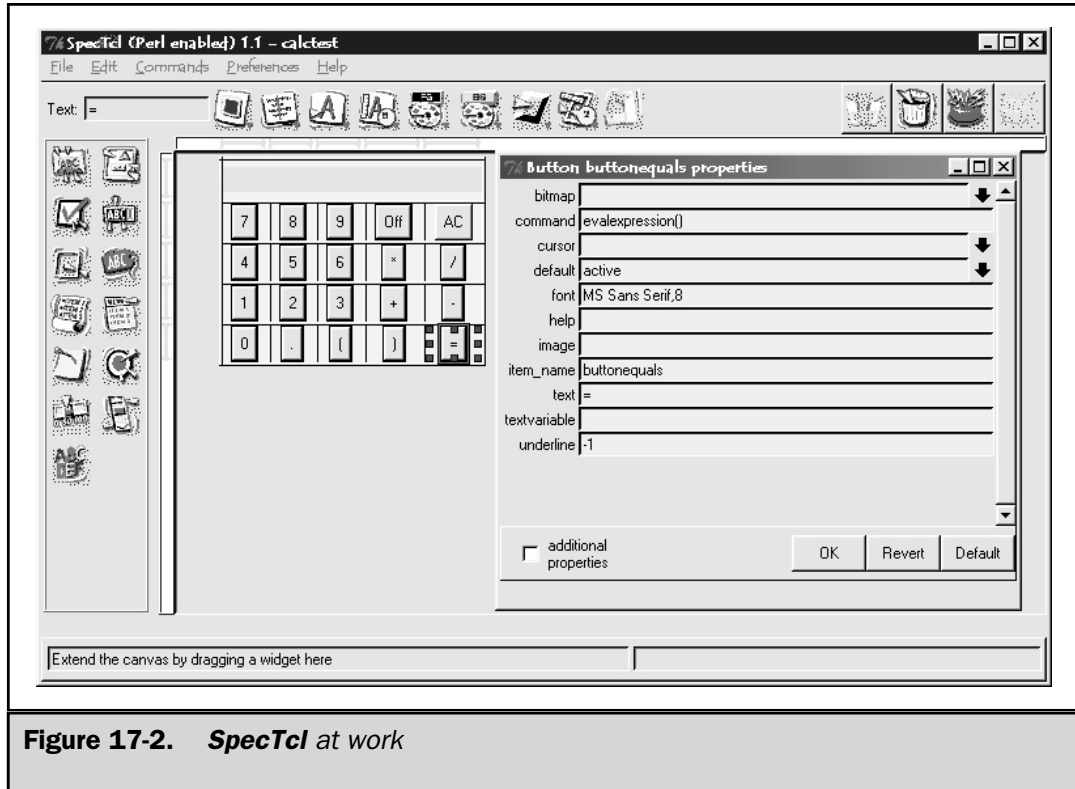 SpecTcl (Perl enabled) 1.1 – calctest
File Edit Commands Preferences Help
Text: =
Button buttonequals properties
bitmap
7 8 9 Off AC
command evalexpression()
cursor
4 5 6 * /
default active
font MS Sans Serif,8
1 2 3 + -
help
image
0 . ( ) =
item_name buttonequals
text =
textvariable
underline -1
additional
properties
OK Revert Default
Extend the canvas by dragging a widget here
Figure 17-2. SpecTcl at work